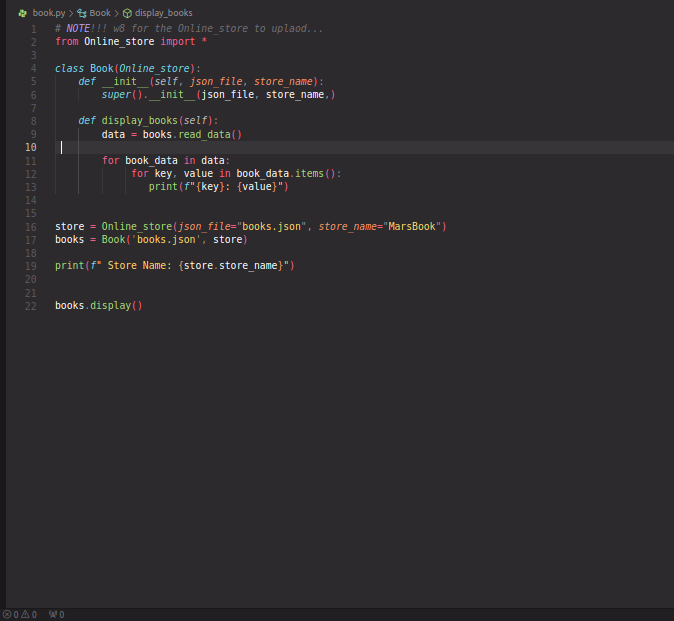 book.py > Book > display_books
1 # NOTE!!! w8 for the Online_store to uplaod...
2 from Online_store import *
3
4 class Book(Online_store):
5     def __init__(self, json_file, store_name):
6         super().__init__(json_file, store_name,)
7
8     def display_books(self):
9         data = books.read_data()
10
11         for book_data in data:
12             for key, value in book_data.items():
13                 print(f"{key}: {value}")
14
15
16 store = Online_store(json_file="books.json", store_name="MarsBook")
17 books = Book('books.json', store)
18
19 print(f" Store Name: {store.store_name}")
20
21
22 books.display()
0 0 0